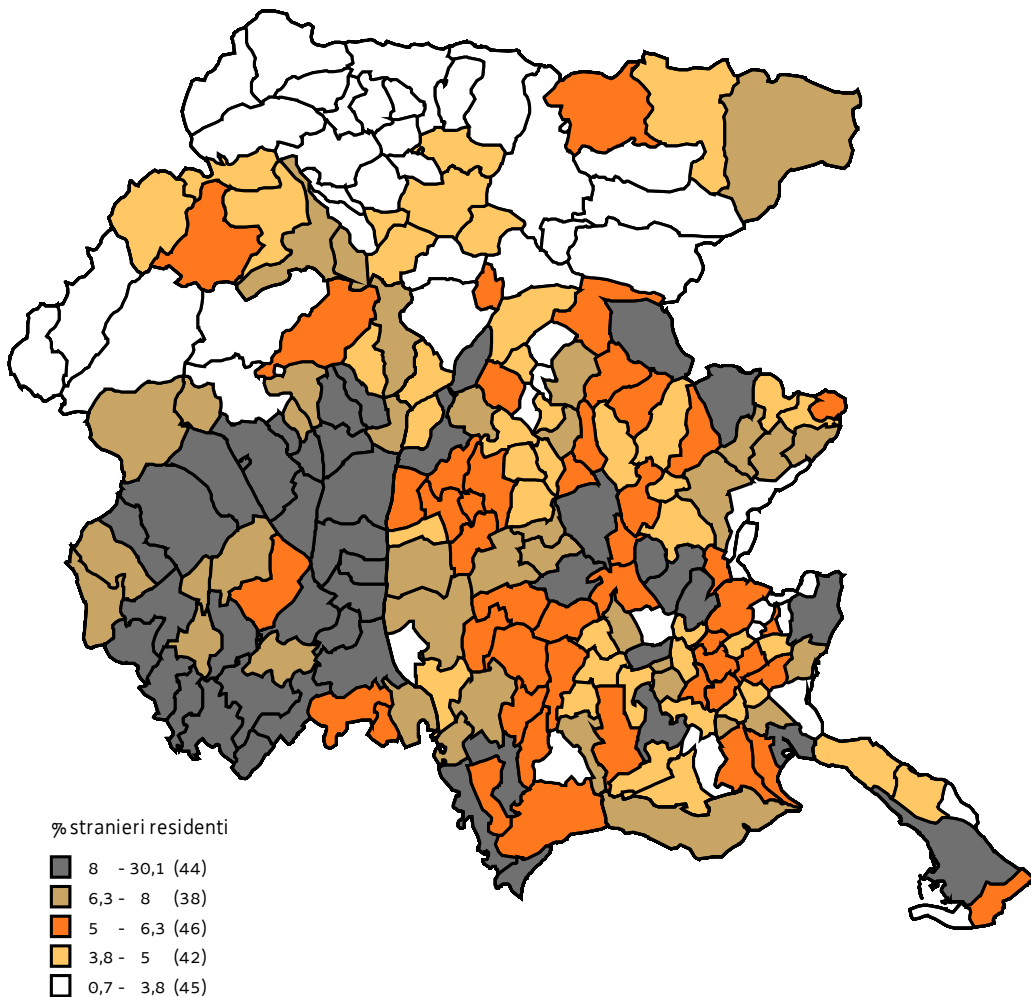 % stranieri residenti
8 - 30,1 (44)
6,3 - 8 (38)
5 - 6,3 (46)
3,8 - 5 (42)
0,7 - 3,8 (45)